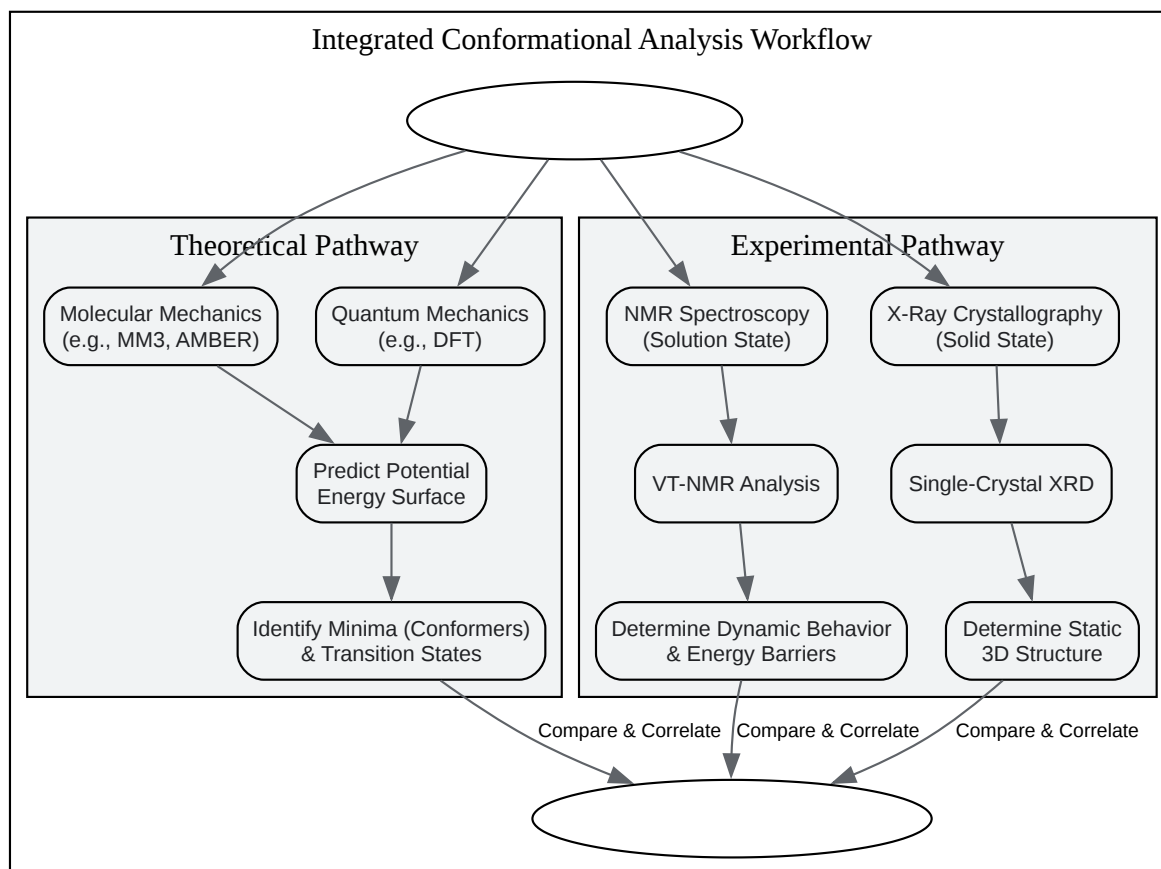 Integrated Conformational Analysis Workflow
Theoretical Pathway
Experimental Pathway
Molecular Mechanics
(e.g., MM3, AMBER)
Quantum Mechanics
(e.g., DFT)
NMR Spectroscopy
(Solution State)
X-Ray Crystallography
(Solid State)
Predict Potential
Energy Surface
VT-NMR Analysis
Single-Crystal XRD
Identify Minima (Conformers)
& Transition States
Determine Dynamic Behavior
& Energy Barriers
Determine Static
3D Structure
Compare & Correlate
Compare & Correlate
Compare & Correlate